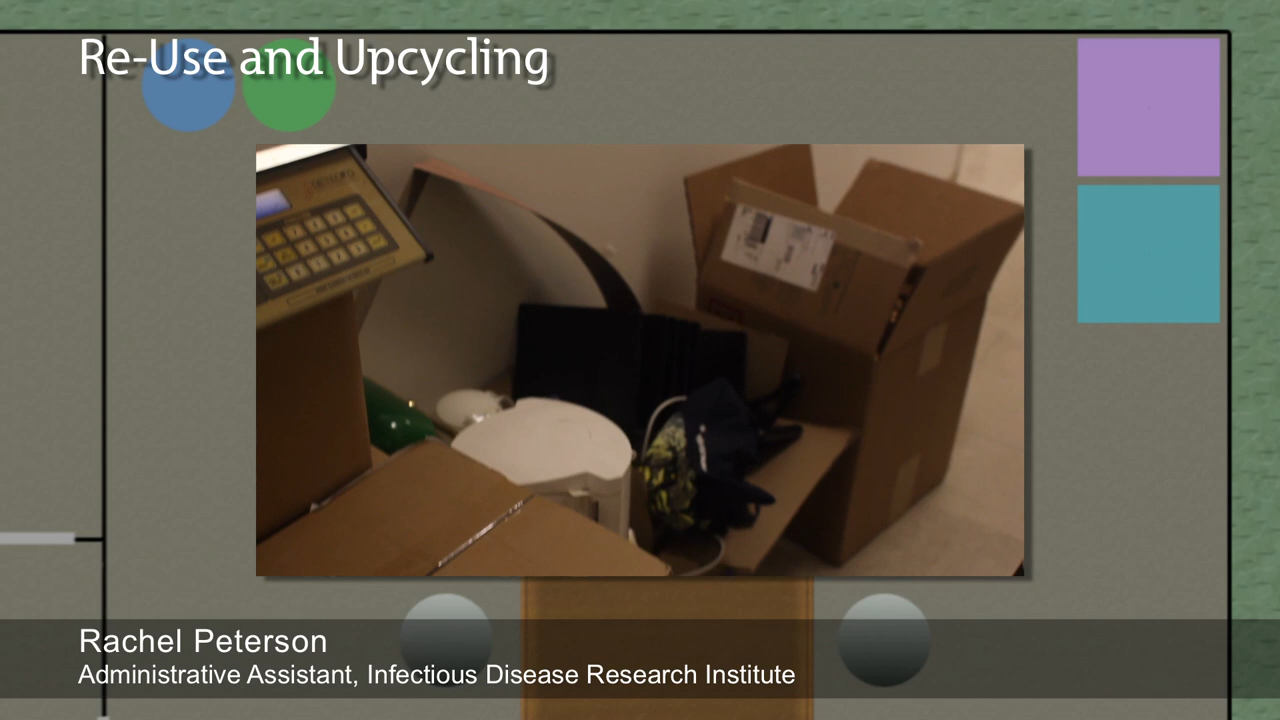 Re-Use and Upcycling
Rachel Peterson
Administrative Assistant, Infectious Disease Research Institute